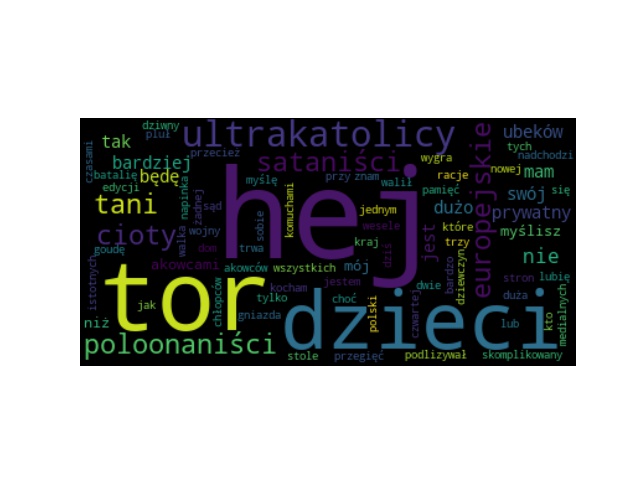 dziwny
pluł
ultrakatolicy
ubeków
tak
czasami
przecież
bardziej
sataniści
wygra
tych
nadchodzi
batalię
będę
myślę
przy
znam
walił
racje
nowej
mam
edycji
napinka
żadnej
pamięć
swój
się
tani
sąd
sobie
komuchami
hej
jednym
dużo
europejskie
prywatny
cioty
walka
wojny
wesele
które
myślisz
goudę
dom
trwa
kraj
dziś
jest
trzy
nie
istotnych
akowcami
akowców
wszystkich
mój
bardzo
dziewczyn
stron
lubię
tor
chłopców
kocham
jestem
dwie
duża
jak
tylko
choć
polski
dzieci
czwartej
medialnych
niż
gniazda
lub
kto
poloonaniści
stole
przegięć
podlizywał
skomplikowany